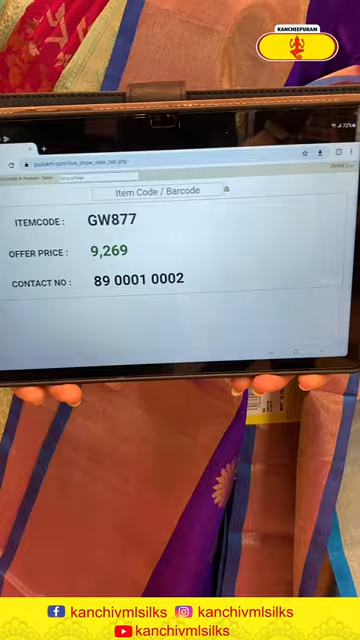 KANCHEEPURAM
Item Code / Barcode
ITEMCODE : GW877
OFFER PRICE : 9,269
CONTACT NO : 89 0001 0002
kanchivmlsilks kanchivmlsilks
kanchivmlsilks